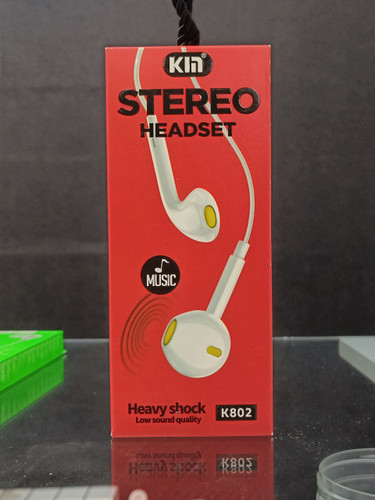 KIN®
STEREO
HEADSET
MUSIC
Heavy shock
Low sound quality
K802